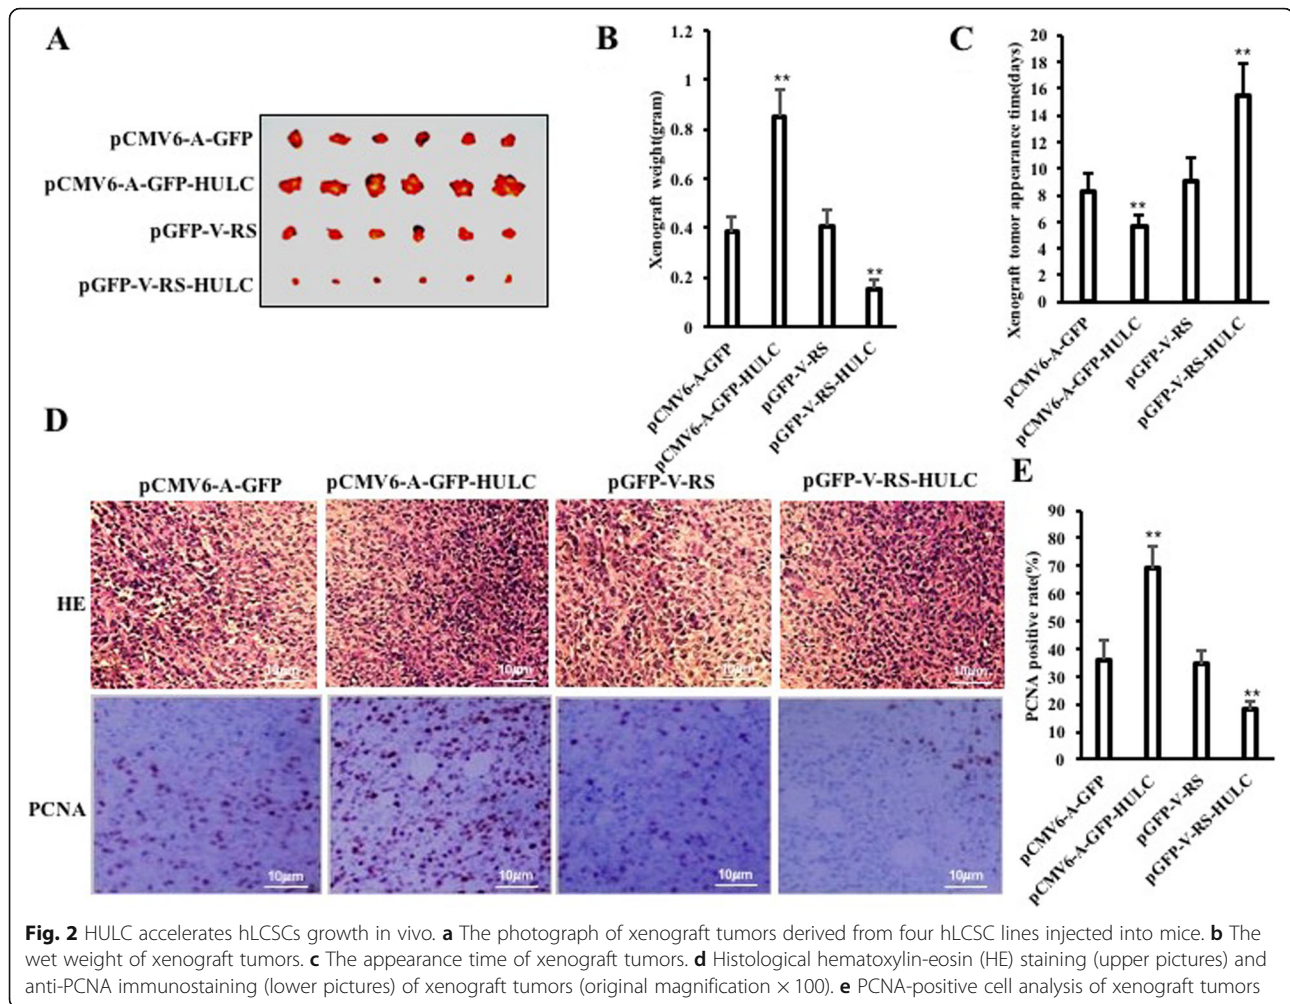 A
pCMV6-A-GFP
pCMV6-A-GFP-HULC
pGFP-V-RS
pGFP-V-RS-HULC
B
Xenograft weight(gram)
1.2
1
0.8
0.6
0.4
0.2
0
**
**
pCMV6-A-GFP
pCMV6-A-GFP-HULC
pGFP-V-RS
pGFP-V-RS-HULC
C
Xenograft tomor appearance time(days)
20
18
16
14
12
10
8
6
4
2
0
**
**
pCMV6-A-GFP
pCMV6-A-GFP-HULC
pGFP-V-RS
pGFP-V-RS-HULC
D
pCMV6-A-GFP
pCMV6-A-GFP-HULC
pGFP-V-RS
pGFP-V-RS-HULC
HE
10μm
10μm
10μm
10μm
PCNA
10μm
10μm
10μm
10μm
E
PCNA positive rate(%)
90
80
70
60
50
40
30
20
10
0
**
**
pCMV6-A-GFP
pCMV6-A-GFP-HULC
pGFP-V-RS
pGFP-V-RS-HULC
Fig. 2 HULC accelerates hLCSCs growth in vivo. a The photograph of xenograft tumors derived from four hLCSC lines injected into mice. b The
wet weight of xenograft tumors. c The appearance time of xenograft tumors. d Histological hematoxylin-eosin (HE) staining (upper pictures) and
anti-PCNA immunostaining (lower pictures) of xenograft tumors (original magnification × 100). e PCNA-positive cell analysis of xenograft tumors